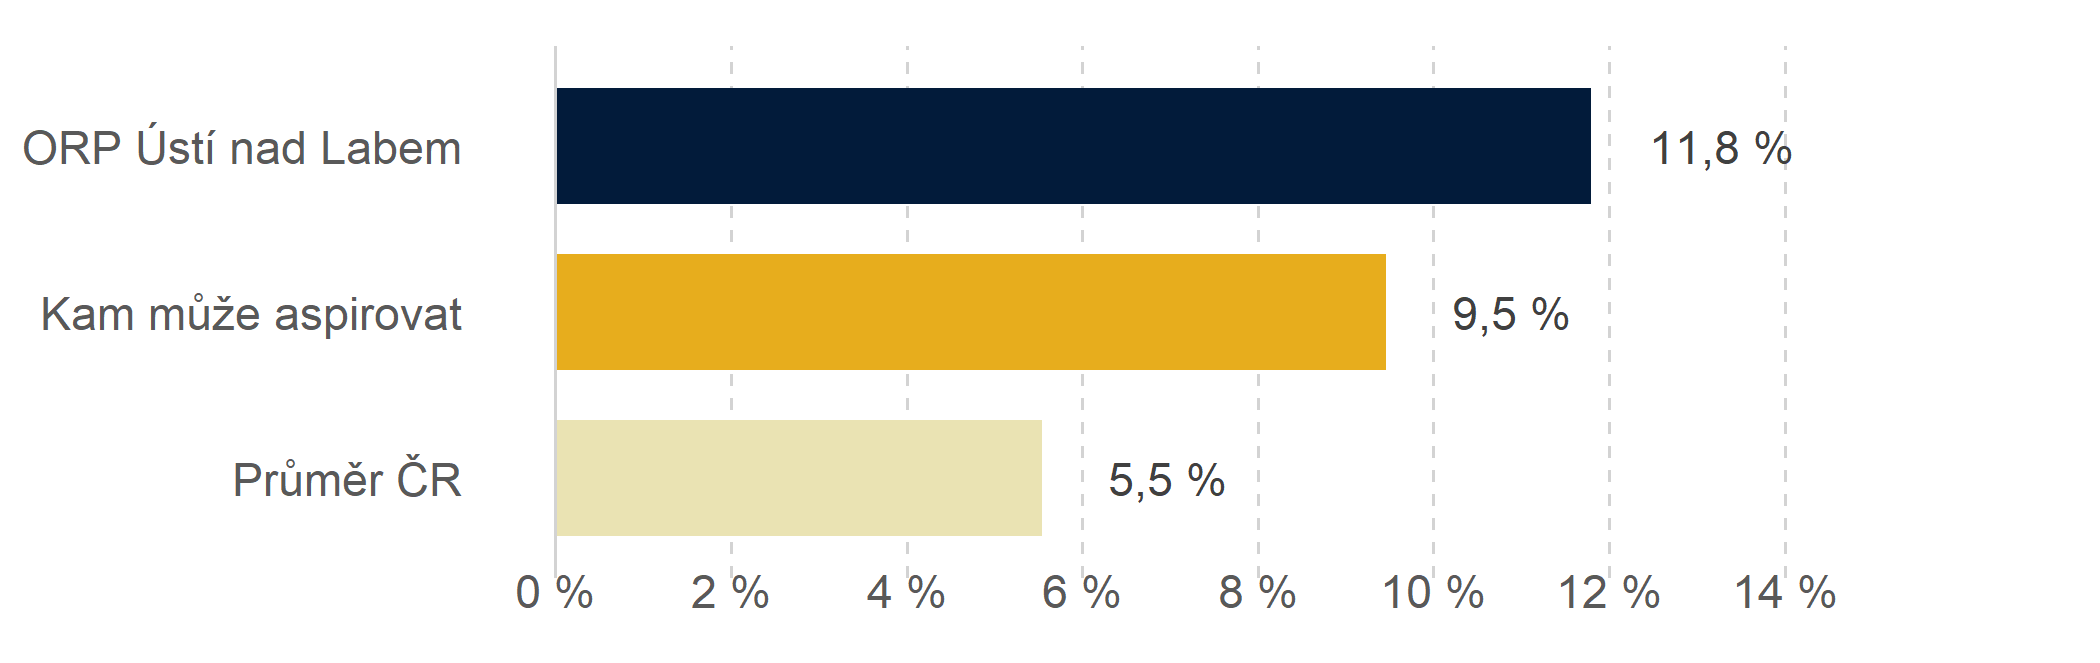 ORP Ústí nad Labem
11,8 %
Kam může aspirovat
9,5 %
Průměr ČR
5,5 %
0 % 2 % 4 % 6 % 8 % 10 % 12 % 14 %